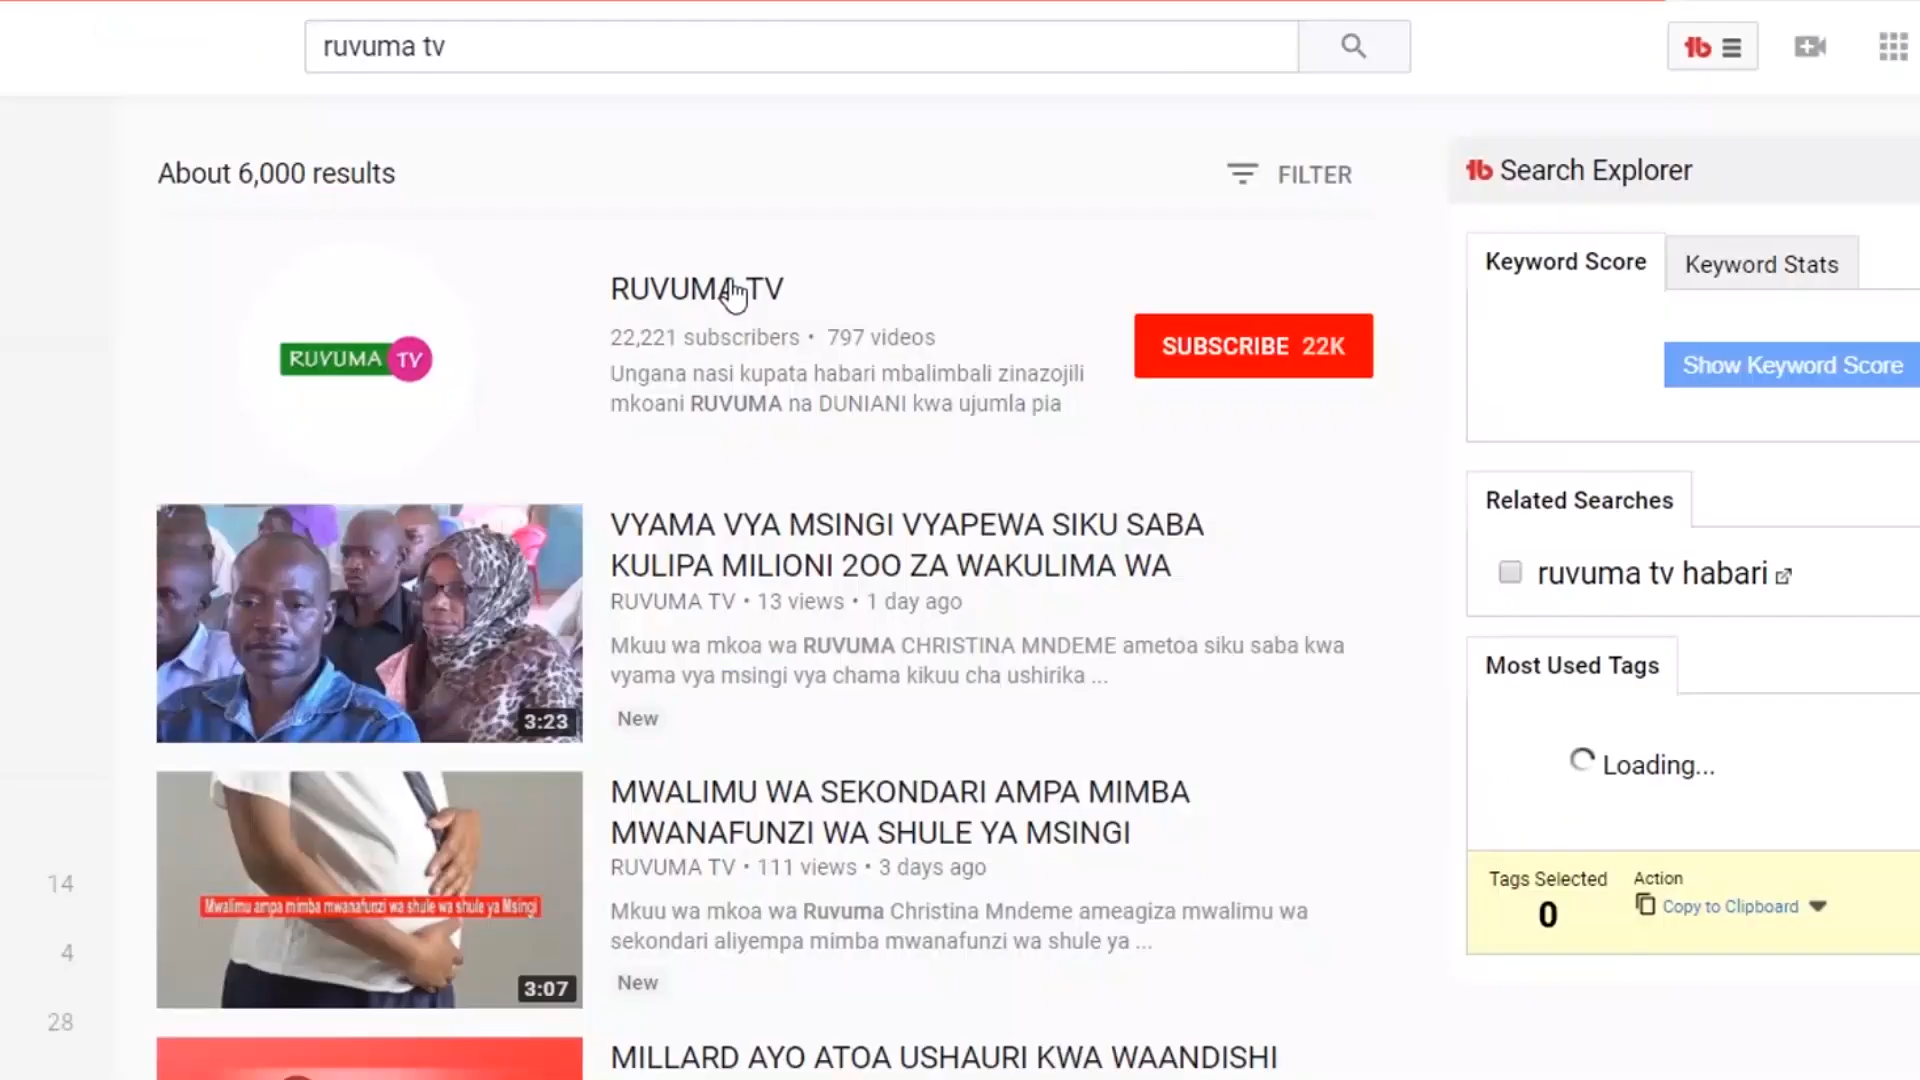 ruvuma tv
About 6,000 results
FILTER
RUVUMA TV
RUVUMA TV
22,221 subscribers • 797 videos
Ungana nasi kupata habari mbalimbali zinazojili
mkoani RUVUMA na DUNIANI kwa ujumla pia
SUBSCRIBE 22K
VYAMA VYA MSINGI VYAPEWA SIKU SABA
KULIPA MILIONI 2OO ZA WAKULIMA WA
RUVUMA TV • 13 views • 1 day ago
Mkuu wa mkoa wa RUVUMA CHRISTINA MNDEME ametoa siku saba kwa
vyama vya msingi vya chama kikuu cha ushirika ...
New
3:23
MWALIMU WA SEKONDARI AMPA MIMBA
MWANAFUNZI WA SHULE YA MSINGI
RUVUMA TV • 111 views • 3 days ago
Mwalimu ampa mimba mwanafunzi wa shule wa shule ya Msingi
Mkuu wa mkoa wa Ruvuma Christina Mndeme ameagiza mwalimu wa
sekondari aliyempa mimba mwanafunzi wa shule ya ...
New
3:07
MILLARD AYO ATOA USHAURI KWA WAANDISHI
14
4
28
tb Search Explorer
Keyword Score
Keyword Stats
Show Keyword Score
Related Searches
ruvuma tv habari
Most Used Tags
Loading...
Tags Selected
0
Action
Copy to Clipboard